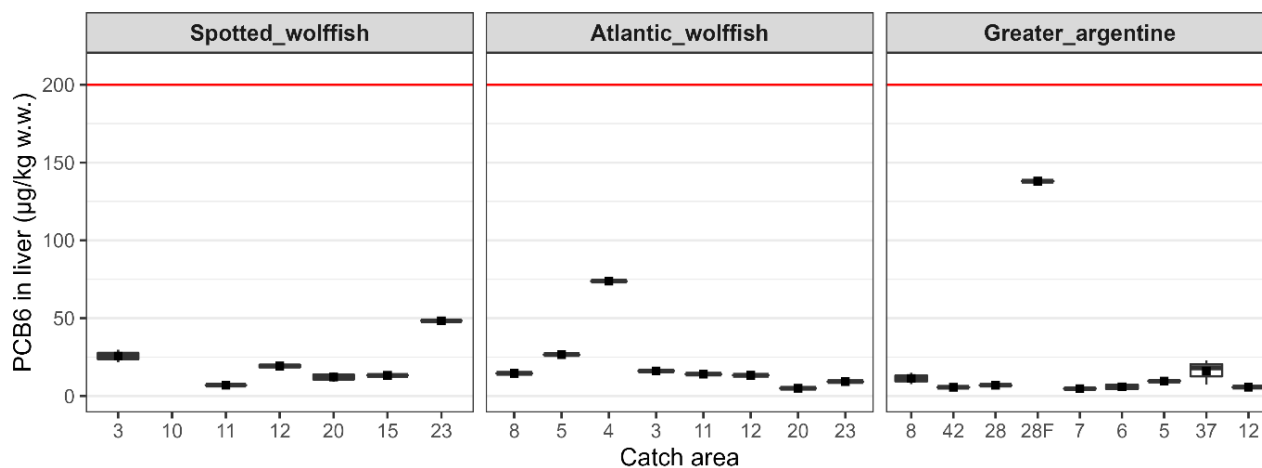 Spotted_wolffish Atlantic_wolffish Greater_argentine
PCB6 in liver (µg/kg w.w.)
200
150
100
50
0
3 10 11 12 20 15 23 8 5 4 3 11 12 20 23 8 42 28 28F 7 6 5 37 12
Catch area